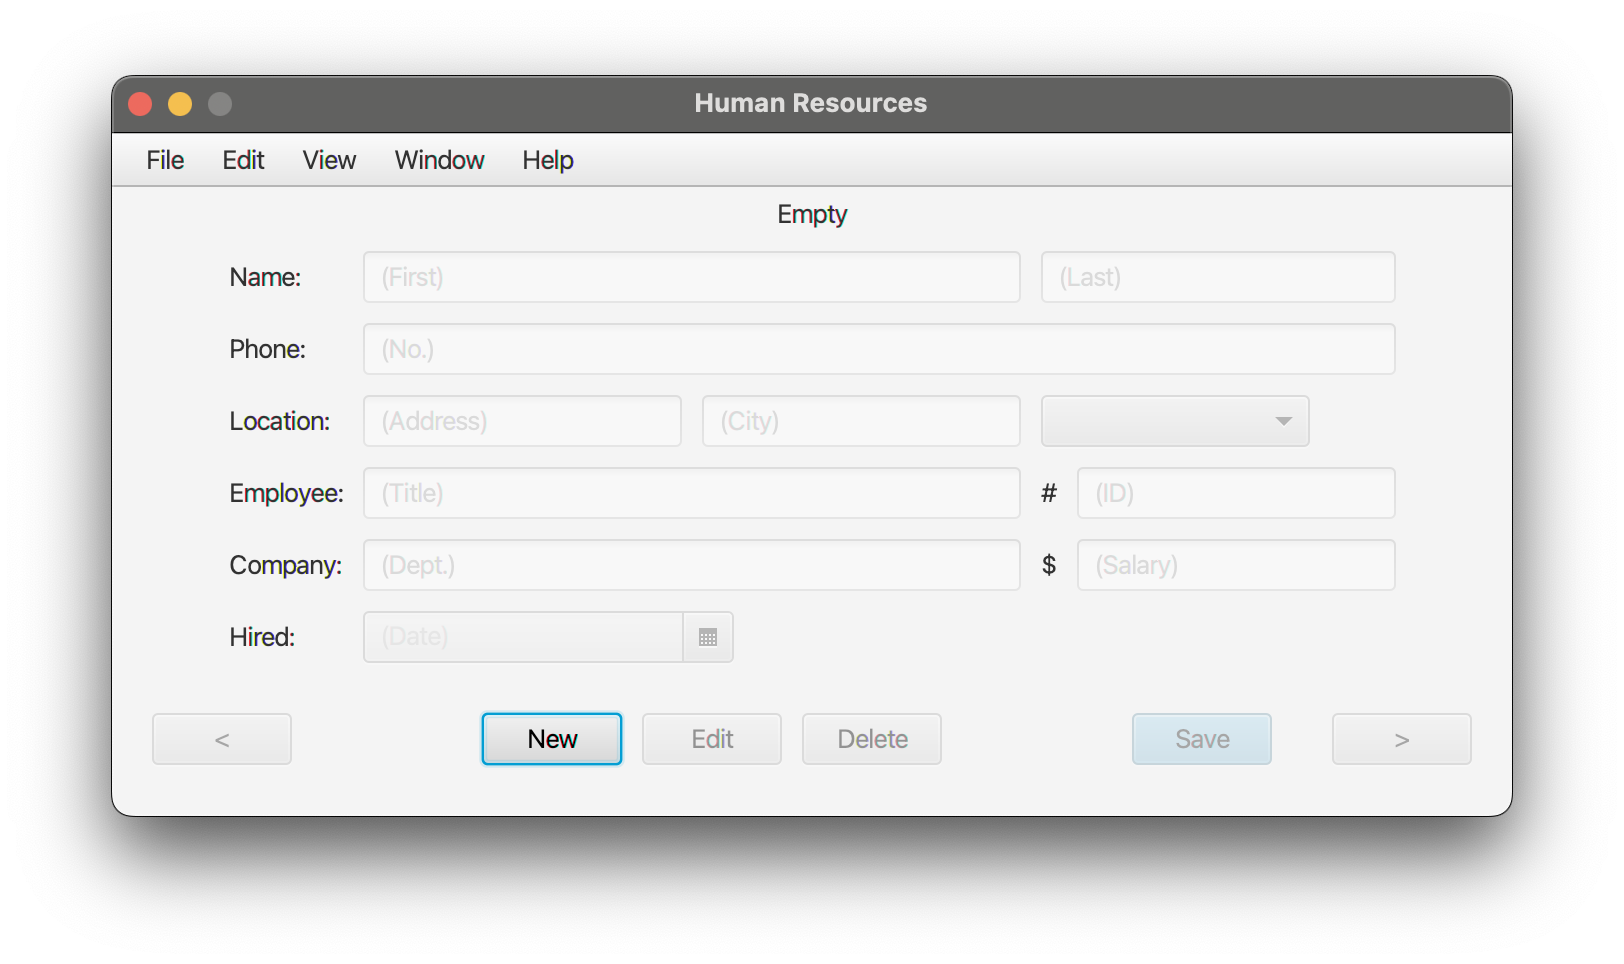 Human Resources
File Edit View Window Help
Empty
Name: (First) (Last)
Phone: (No.)
Location: (Address) (City)
Employee: (Title) # (ID)
Company: (Dept.) $ (Salary)
Hired: (Date)
< New Edit Delete Save >